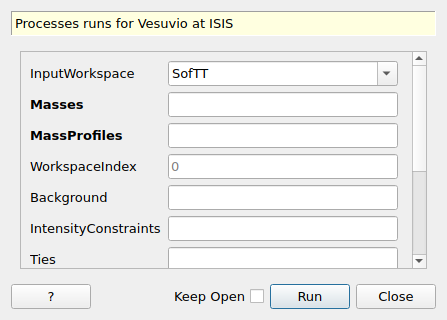 Processes runs for Vesuvio at ISIS
InputWorkspace SofTT
Masses
MassProfiles
WorkspaceIndex 0
Background
IntensityConstraints
Ties
? Keep Open Run Close